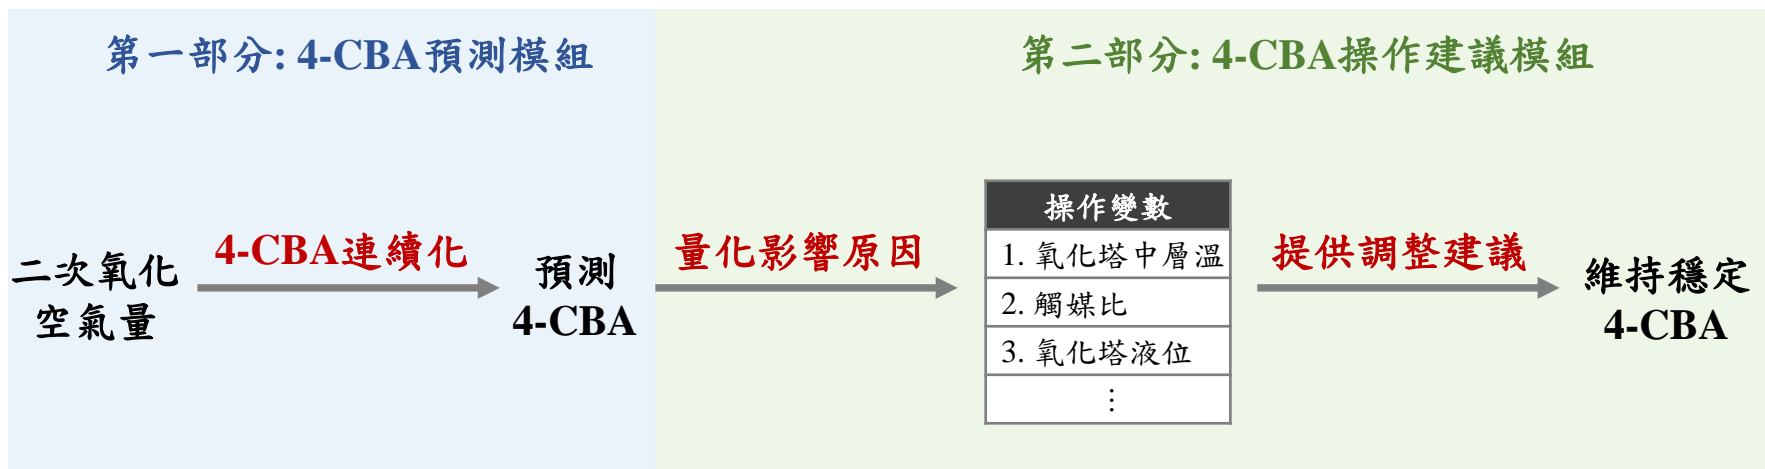 第一部分: 4-CBA預測模組
二次氧化
空氣量
4-CBA連續化
預測
4-CBA
第二部分: 4-CBA操作建議模組
量化影響原因
操作變數
1. 氧化塔中層溫
2. 觸媒比
3. 氧化塔液位
⋮
提供調整建議
維持穩定
4-CBA